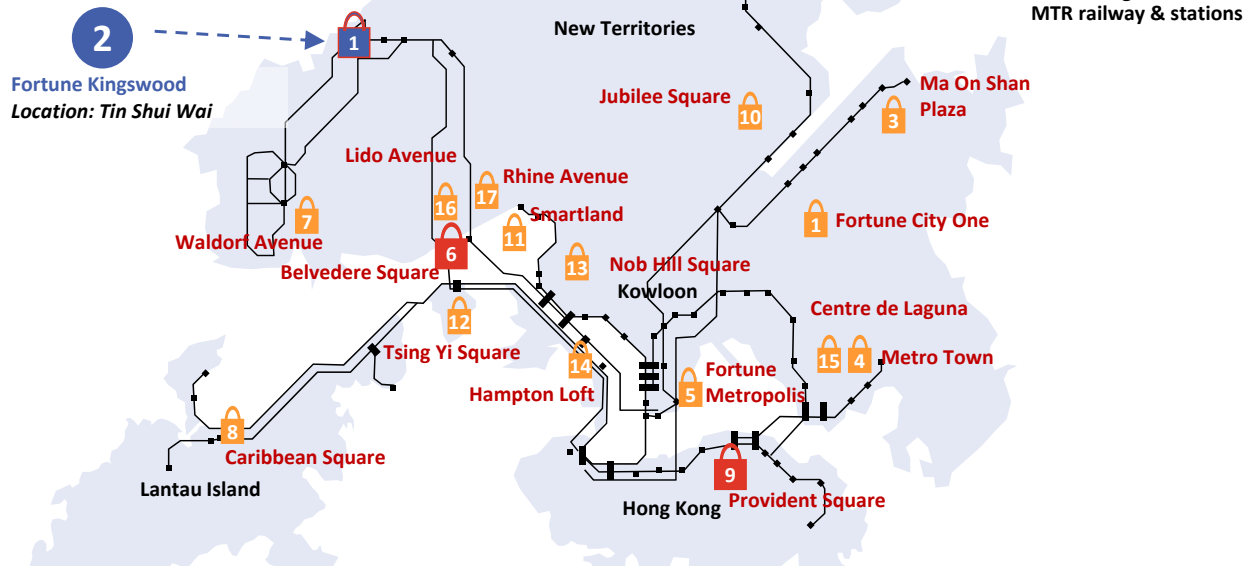 MTR railway & stations
2
1
New Territories
Fortune Kingswood
Location: Tin Shui Wai
Jubilee Square
10
Ma On Shan
Plaza
3
Lido Avenue
Rhine Avenue
16
17
7
Smartland
11
1
Fortune City One
Waldorf Avenue
6
Belvedere Square
13
Nob Hill Square
Kowloon
12
Centre de Laguna
Tsing Yi Square
14
15
4
Metro Town
Hampton Loft
5
Fortune
Metropolis
8
Caribbean Square
9
Lantau Island
Hong Kong
Provident Square